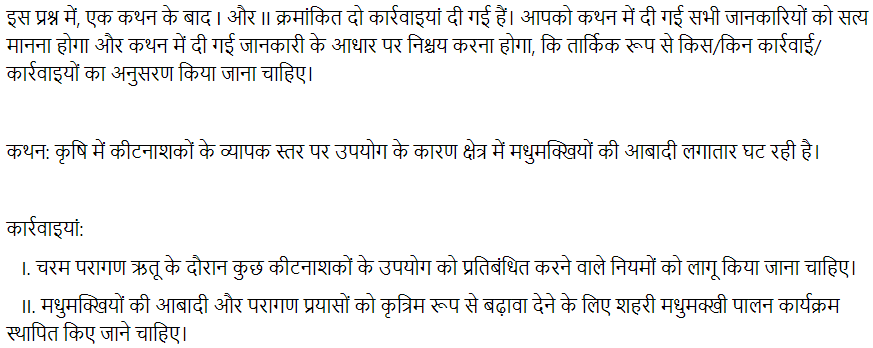 इस प्रश्न में, एक कथन के बाद I और II क्रमांकित दो कार्रवाइयां दी गई हैं। आपको कथन में दी गई सभी जानकारियों को सत्य
मानना होगा और कथन में दी गई जानकारी के आधार पर निश्चय करना होगा, कि तार्किक रूप से किस/किन कार्रवाई/
कार्रवाइयों का अनुसरण किया जाना चाहिए।
कथन: कृषि में कीटनाशकों के व्यापक स्तर पर उपयोग के कारण क्षेत्र में मधुमक्खियों की आबादी लगातार घट रही है।
कार्रवाइयां:
I. चरम परागण ऋतू के दौरान कुछ कीटनाशकों के उपयोग को प्रतिबंधित करने वाले नियमों को लागू किया जाना चाहिए।
II. मधुमक्खियों की आबादी और परागण प्रयासों को कृत्रिम रूप से बढ़ावा देने के लिए शहरी मधुमक्खी पालन कार्यक्रम
स्थापित किए जाने चाहिए।